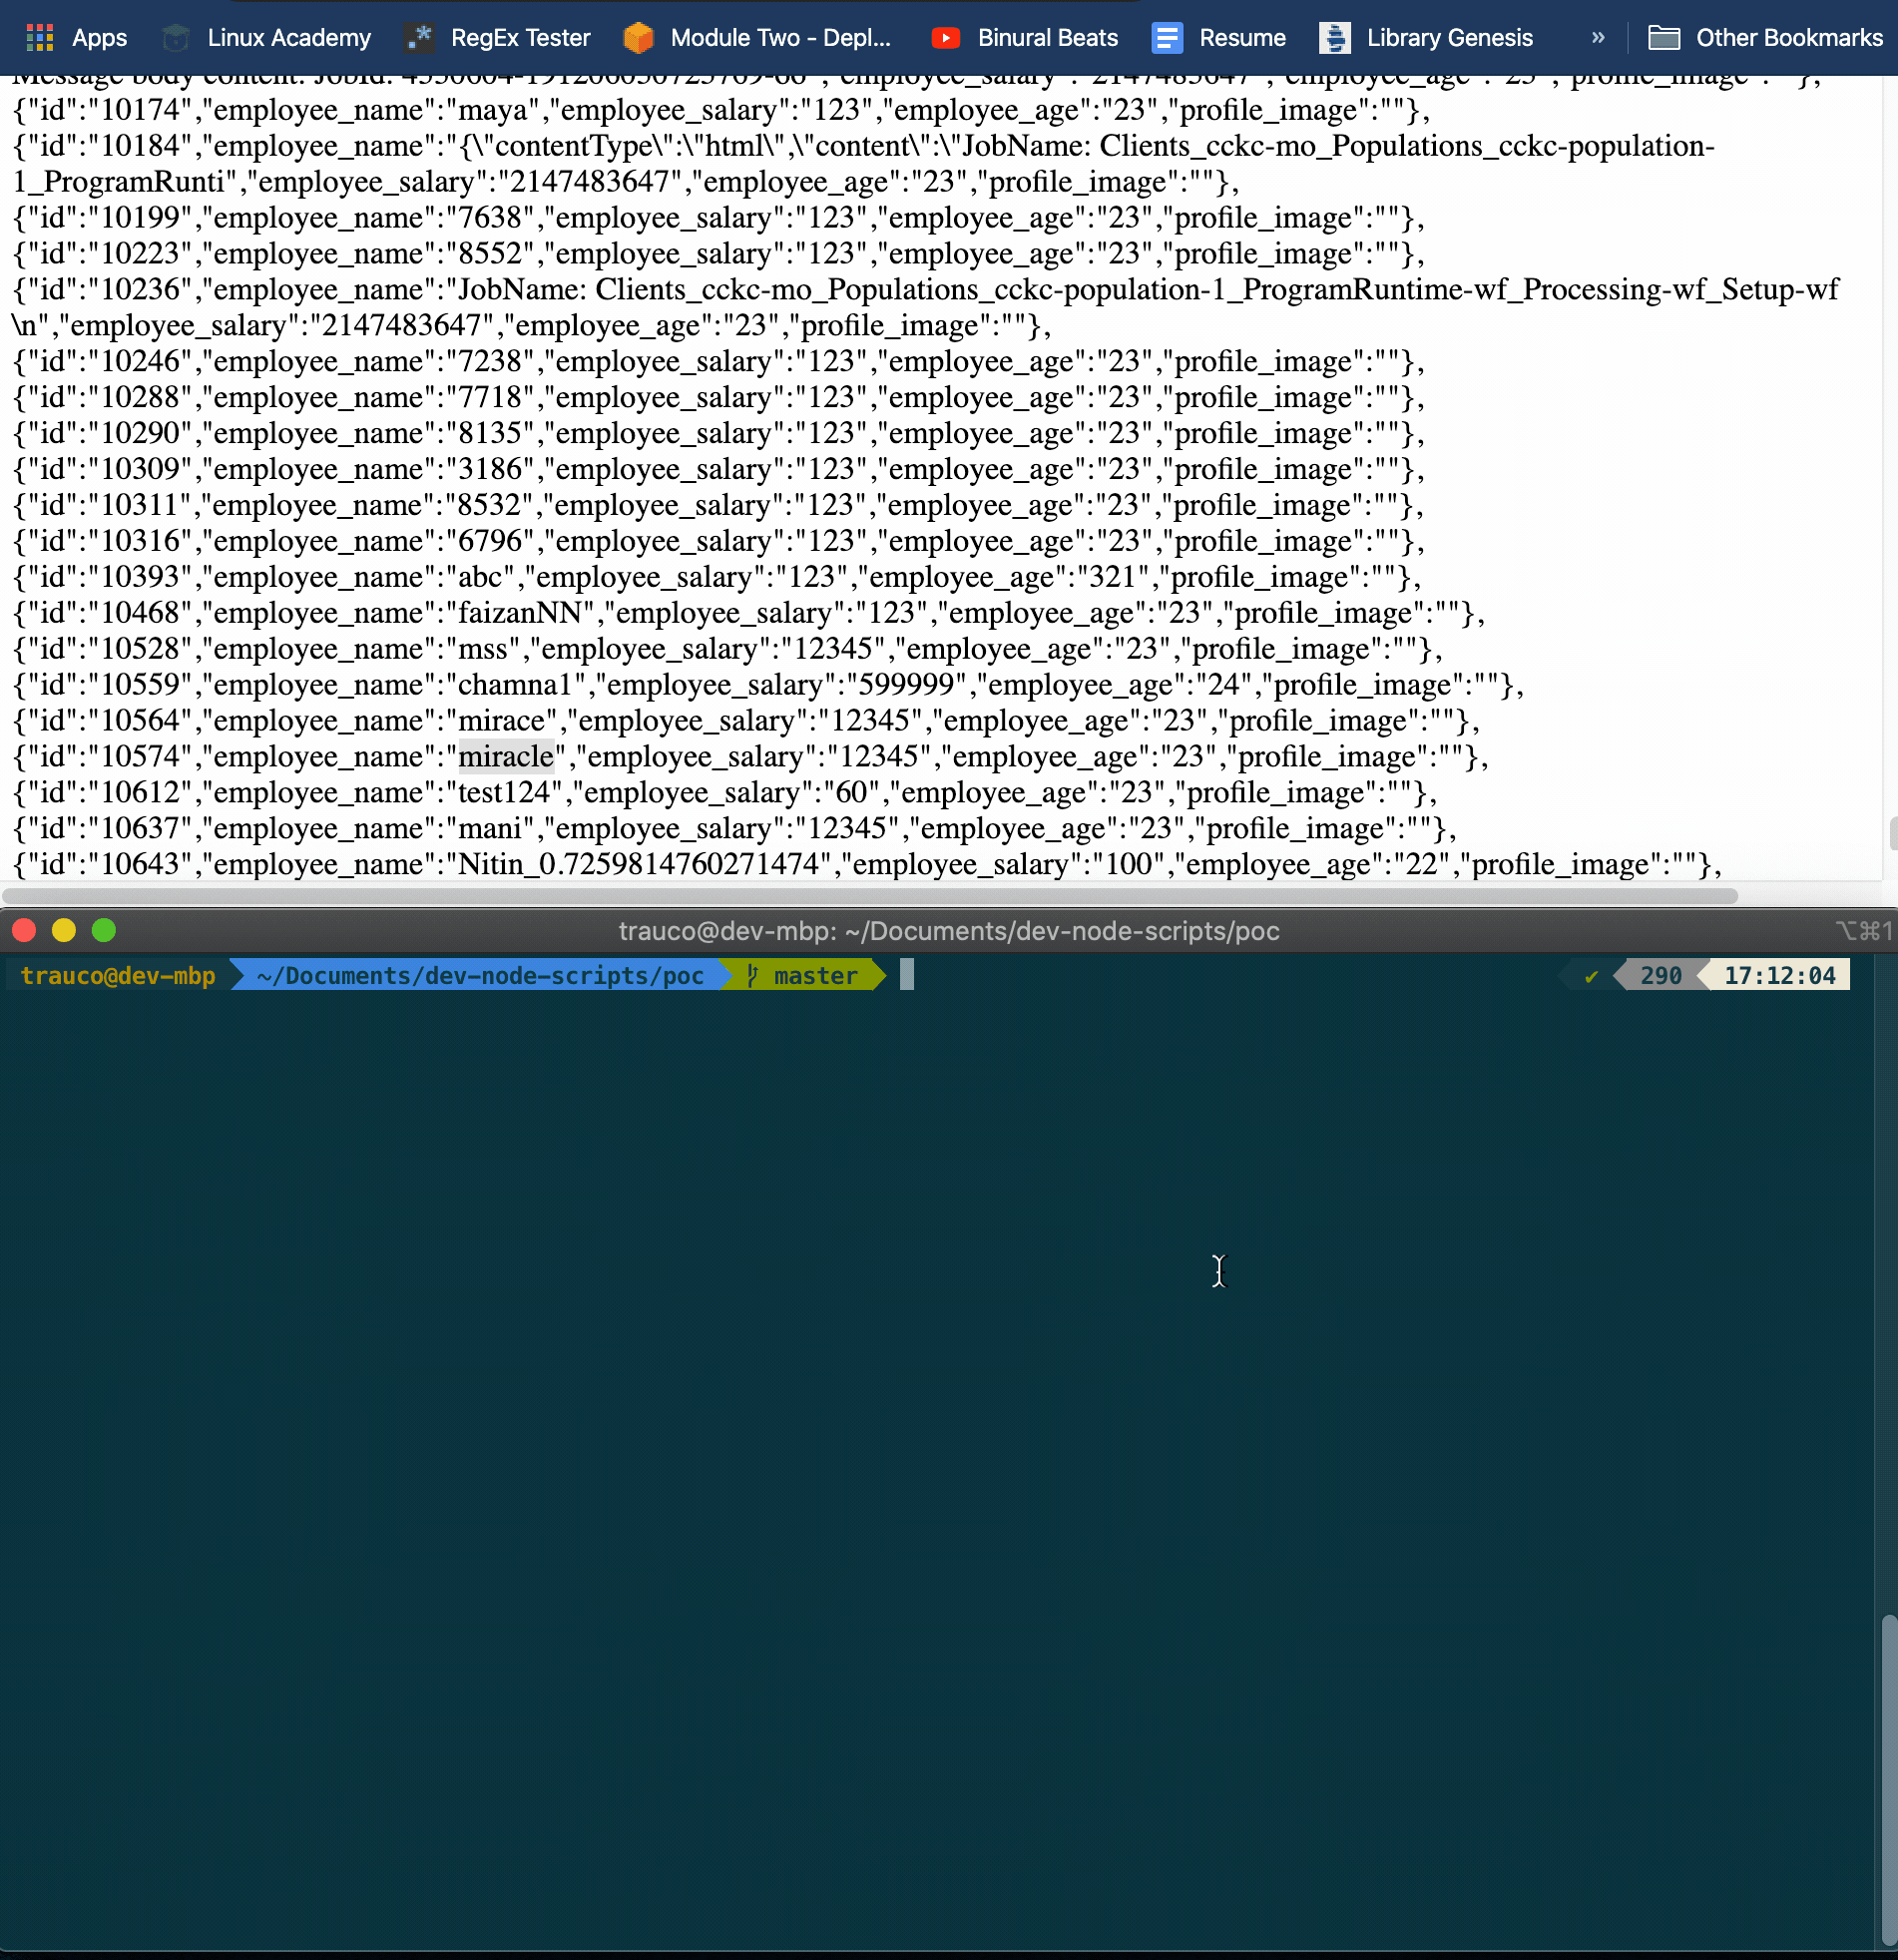 Apps Linux Academy RegEx Tester Module Two - Depl... Binural Beats Resume Library Genesis » Other Bookmarks
Message body content: JobId: 4550604-191206050725769-66","employee_salary":"2147483647","employee_age":"23","profile_image":""},
{"id":"10174","employee_name":"maya","employee_salary":"123","employee_age":"23","profile_image":""},
{"id":"10184","employee_name":"{\"contentType\":\"html\",\"content\":\"JobName: Clients_cckc-mo_Populations_cckc-population-
1_ProgramRunti","employee_salary":"2147483647","employee_age":"23","profile_image":""},
{"id":"10199","employee_name":"7638","employee_salary":"123","employee_age":"23","profile_image":""},
{"id":"10223","employee_name":"8552","employee_salary":"123","employee_age":"23","profile_image":""},
{"id":"10236","employee_name":"JobName: Clients_cckc-mo_Populations_cckc-population-1_ProgramRuntime-wf_Processing-wf_Setup-wf
\n","employee_salary":"2147483647","employee_age":"23","profile_image":""},
{"id":"10246","employee_name":"7238","employee_salary":"123","employee_age":"23","profile_image":""},
{"id":"10288","employee_name":"7718","employee_salary":"123","employee_age":"23","profile_image":""},
{"id":"10290","employee_name":"8135","employee_salary":"123","employee_age":"23","profile_image":""},
{"id":"10309","employee_name":"3186","employee_salary":"123","employee_age":"23","profile_image":""},
{"id":"10311","employee_name":"8532","employee_salary":"123","employee_age":"23","profile_image":""},
{"id":"10316","employee_name":"6796","employee_salary":"123","employee_age":"23","profile_image":""},
{"id":"10393","employee_name":"abc","employee_salary":"123","employee_age":"321","profile_image":""},
{"id":"10468","employee_name":"faizanNN","employee_salary":"123","employee_age":"23","profile_image":""},
{"id":"10528","employee_name":"mss","employee_salary":"12345","employee_age":"23","profile_image":""},
{"id":"10559","employee_name":"chamna1","employee_salary":"599999","employee_age":"24","profile_image":""},
{"id":"10564","employee_name":"mirace","employee_salary":"12345","employee_age":"23","profile_image":""},
{"id":"10574","employee_name":"miracle","employee_salary":"12345","employee_age":"23","profile_image":""},
{"id":"10612","employee_name":"test124","employee_salary":"60","employee_age":"23","profile_image":""},
{"id":"10637","employee_name":"mani","employee_salary":"12345","employee_age":"23","profile_image":""},
{"id":"10643","employee_name":"Nitin_0.7259814760271474","employee_salary":"100","employee_age":"22","profile_image":""},
trauco@dev-mbp: ~/Documents/dev-node-scripts/poc ⌥⌘1
trauco@dev-mbp ~/Documents/dev-node-scripts/poc master ✔ 290 17:12:04